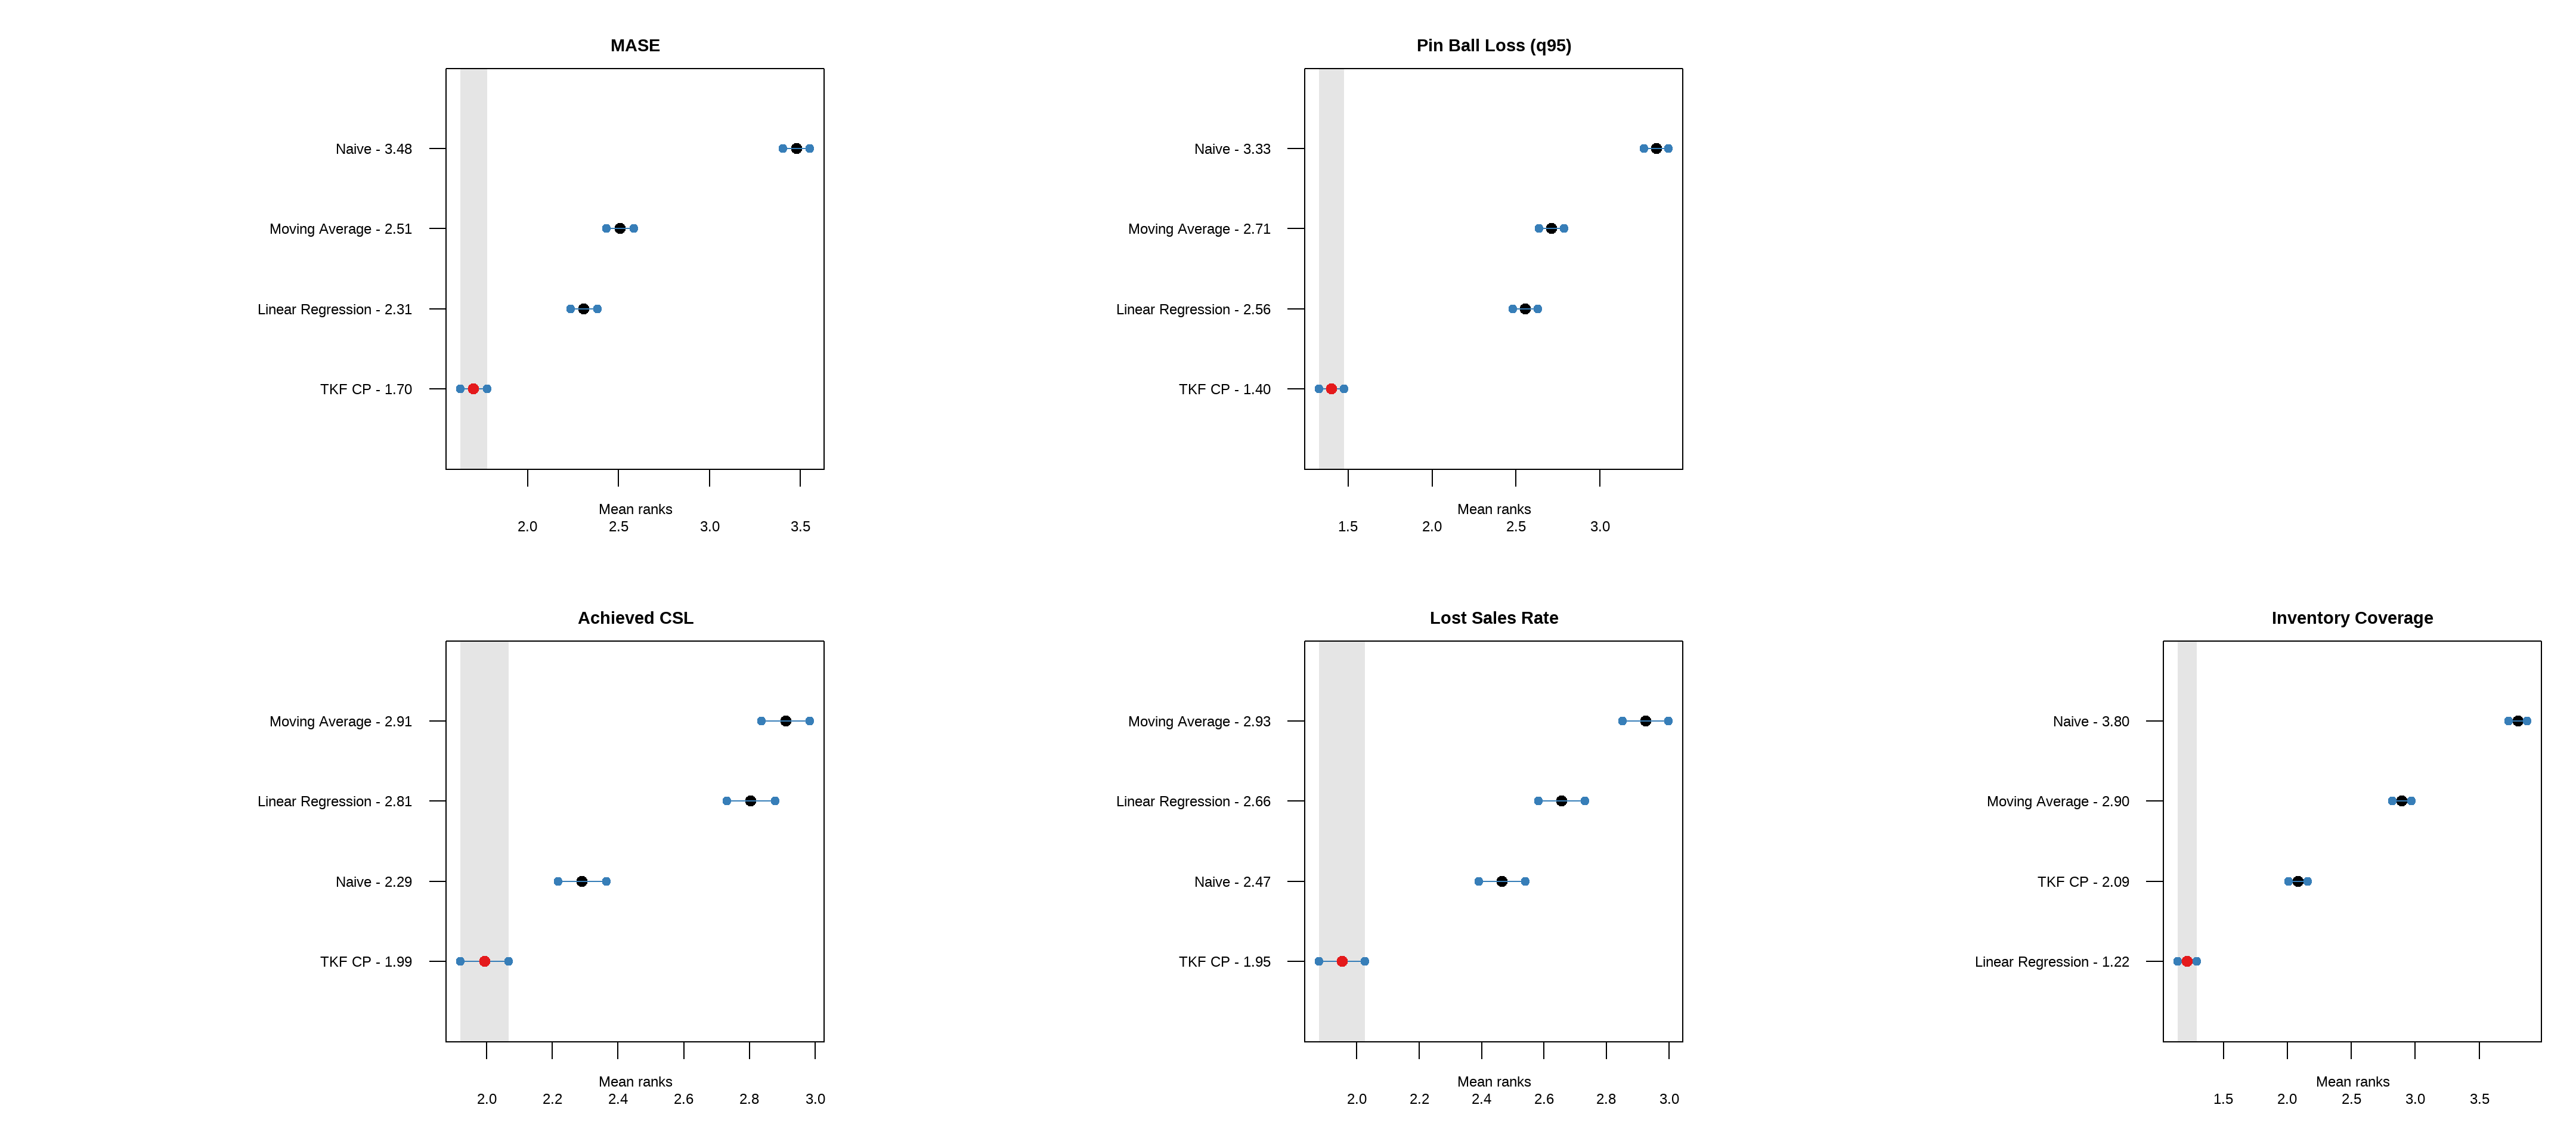 MASE
Naive - 3.48
Moving Average - 2.51
Linear Regression - 2.31
TKF CP - 1.70
Mean ranks
2.0 2.5 3.0 3.5
Pin Ball Loss (q95)
Naive - 3.33
Moving Average - 2.71
Linear Regression - 2.56
TKF CP - 1.40
Mean ranks
1.5 2.0 2.5 3.0
Achieved CSL
Moving Average - 2.91
Linear Regression - 2.81
Naive - 2.29
TKF CP - 1.99
Mean ranks
2.0 2.2 2.4 2.6 2.8 3.0
Lost Sales Rate
Moving Average - 2.93
Linear Regression - 2.66
Naive - 2.47
TKF CP - 1.95
Mean ranks
2.0 2.2 2.4 2.6 2.8 3.0
Inventory Coverage
Naive - 3.80
Moving Average - 2.90
TKF CP - 2.09
Linear Regression - 1.22
Mean ranks
1.5 2.0 2.5 3.0 3.5